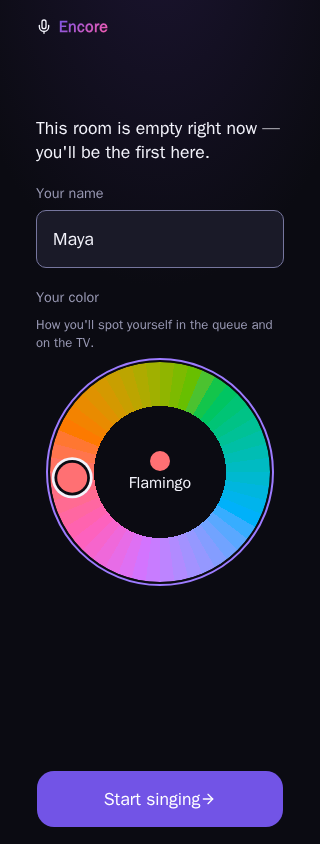 Encore
This room is empty right now —
you'll be the first here.
Your name
Maya
Your color
How you'll spot yourself in the queue and
on the TV.
Flamingo
Start singing→